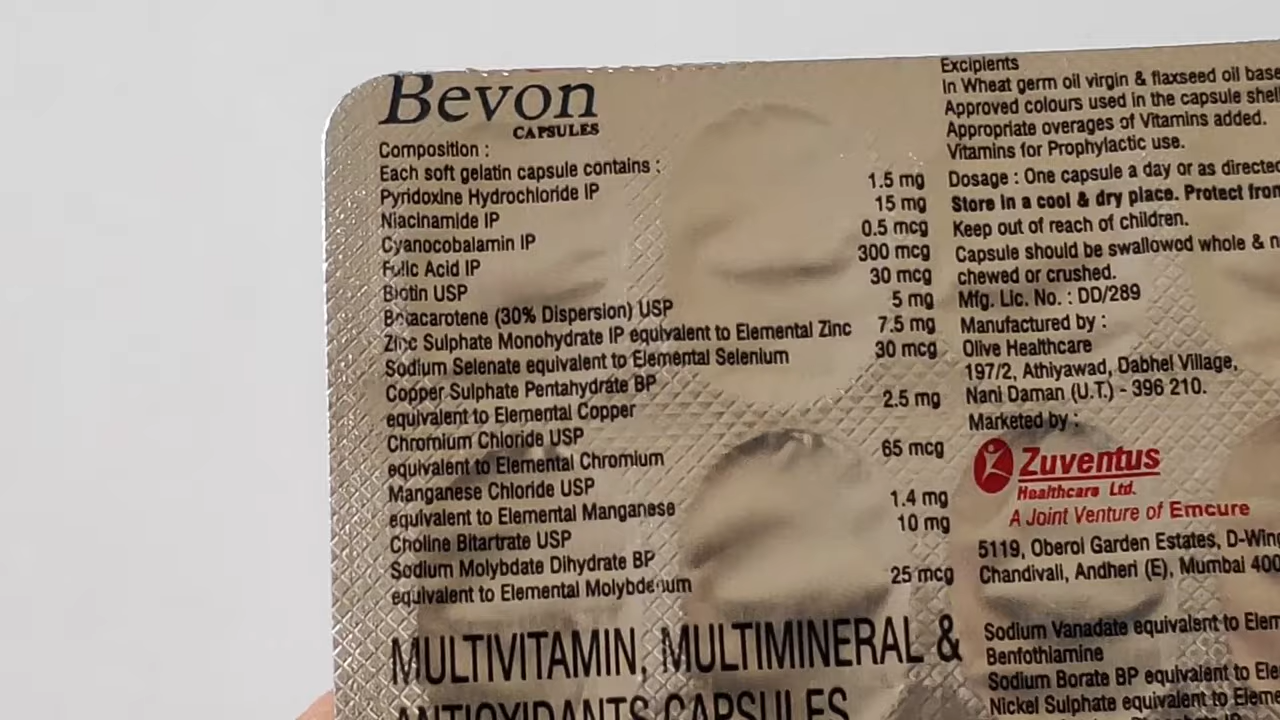 Bevon
CAPSULES
Composition :
Each soft gelatin capsule contains :
Pyridoxine Hydrochloride IP 1.5 mg
Niacinamide IP 15 mg
Cyanocobalamin IP 0.5 mcg
Folic Acid IP 300 mcg
Biotin USP 30 mcg
Betacarotene (30% Dispersion) USP 5 mg
Zinc Sulphate Monohydrate IP equivalent to Elemental Zinc 7.5 mg
Sodium Selenate equivalent to Elemental Selenium 30 mcg
Copper Sulphate Pentahydrate BP
equivalent to Elemental Copper 2.5 mg
Chromium Chloride USP
equivalent to Elemental Chromium 65 mcg
Manganese Chloride USP
equivalent to Elemental Manganese 1.4 mg
Choline Bitartrate USP 10 mg
Sodium Molybdate Dihydrate BP
equivalent to Elemental Molybdenum 25 mcg
MULTIVITAMIN, MULTIMINERAL &
ANTIOXIDANTS CAPSULES
Excipients
In Wheat germ oil virgin & flaxseed oil base
Approved colours used in the capsule shell
Appropriate overages of Vitamins added.
Vitamins for Prophylactic use.
Dosage : One capsule a day or as directed
Store in a cool & dry place. Protect from
Keep out of reach of children.
Capsule should be swallowed whole &
chewed or crushed.
Mfg. Lic. No. : DD/289
Manufactured by :
Olive Healthcare
197/2, Athiyawad, Dabhel Village,
Nani Daman (U.T.) - 396 210.
Marketed by :
Zuventus
Healthcare Ltd.
A Joint Venture of Emcure
5119, Oberoi Garden Estates,
Chandivali, Andheri (E), Mumbai
Sodium Vanadate equivalent to
Benfothiamine
Sodium Borate BP equivalent to
Nickel Sulphate equivalent to